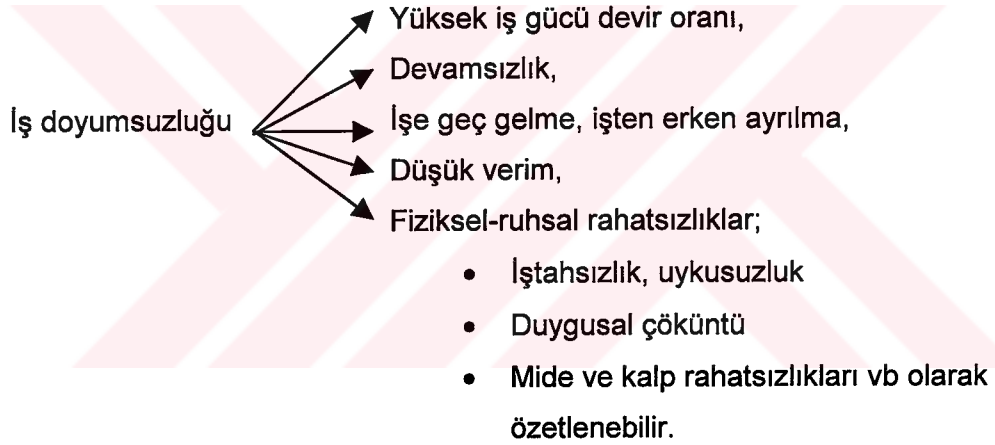 Yüksek iş gücü devir oranı,
Devamsızlık,
İş doyumsuzluğu
İşe geç gelme, işten erken ayrılma,
Düşük verim,
Fiziksel-ruhsal rahatsızlıklar;
• İştahsızlık, uykusuzluk
• Duygusal çöküntü
• Mide ve kalp rahatsızlıkları vb olarak
özetlenebilir.